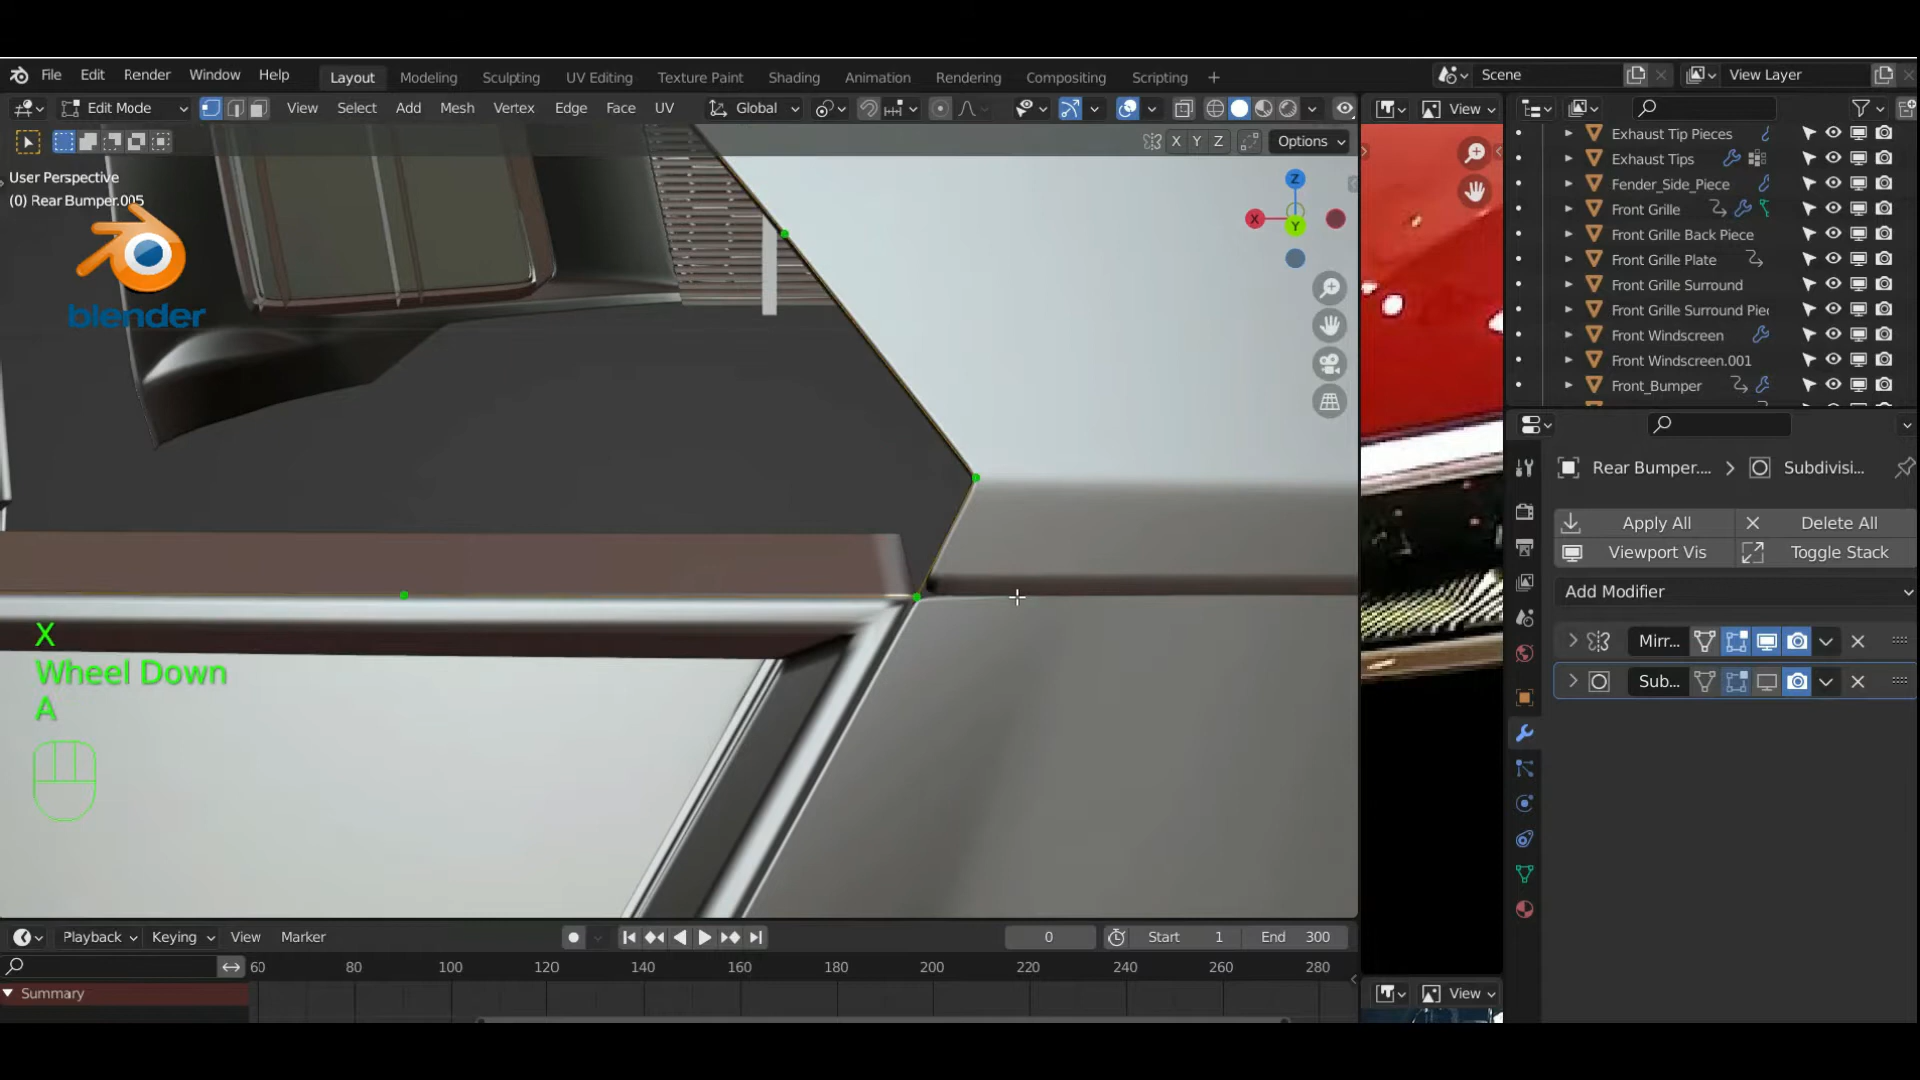 File Edit Render Window Help Layout Modeling Sculpting UV Editing Texture Paint Shading Animation Rendering Compositing Scripting + Scene View Layer
Edit Mode View Select Add Mesh Vertex Edge Face UV Global View
X Y Z Options
User Perspective
(0) Rear Bumper.005
blender
Z
X
Y
X
Wheel Down
A
Exhaust Tip Pieces
Exhaust Tips
Fender_Side_Piece
Front Grille
Front Grille Back Piece
Front Grille Plate
Front Grille Surround
Front Grille Surround Pie
Front Windscreen
Front Windscreen.001
Front_Bumper
Rear Bumper.... Subdivisi...
Apply All Delete All
Viewport Vis Toggle Stack
Add Modifier
Mirr...
Sub...
Playback Keying View Marker 0 Start 1 End 300
60 80 100 120 140 160 180 200 220 240 260 280
Summary
View